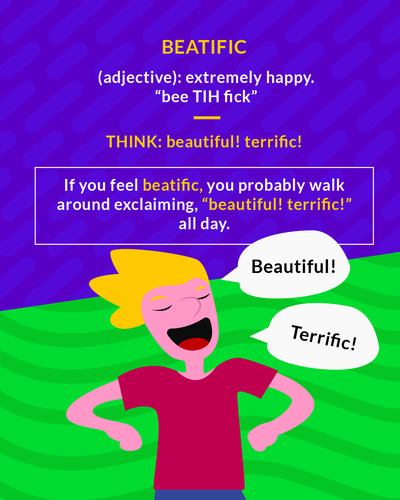 BEATIFIC
(adjective): extremely happy.
“bee TIH fick”
THINK: beautiful! terrific!
If you feel beatific, you probably walk
around exclaiming, “beautiful! terrific!”
all day.
Beautiful!
Terrific!